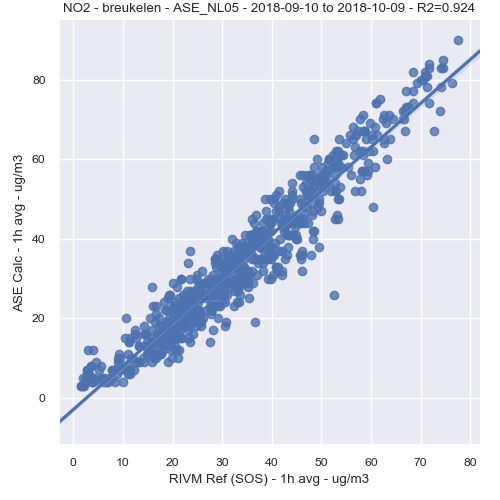 NO2 - breukelen - ASE_NL05 - 2018-09-10 to 2018-10-09 - R2=0.924
80
60
40
20
0
ASE Calc - 1h avg - ug/m3
0 10 20 30 40 50 60 70 80
RIVM Ref (SOS) - 1h avg - ug/m3